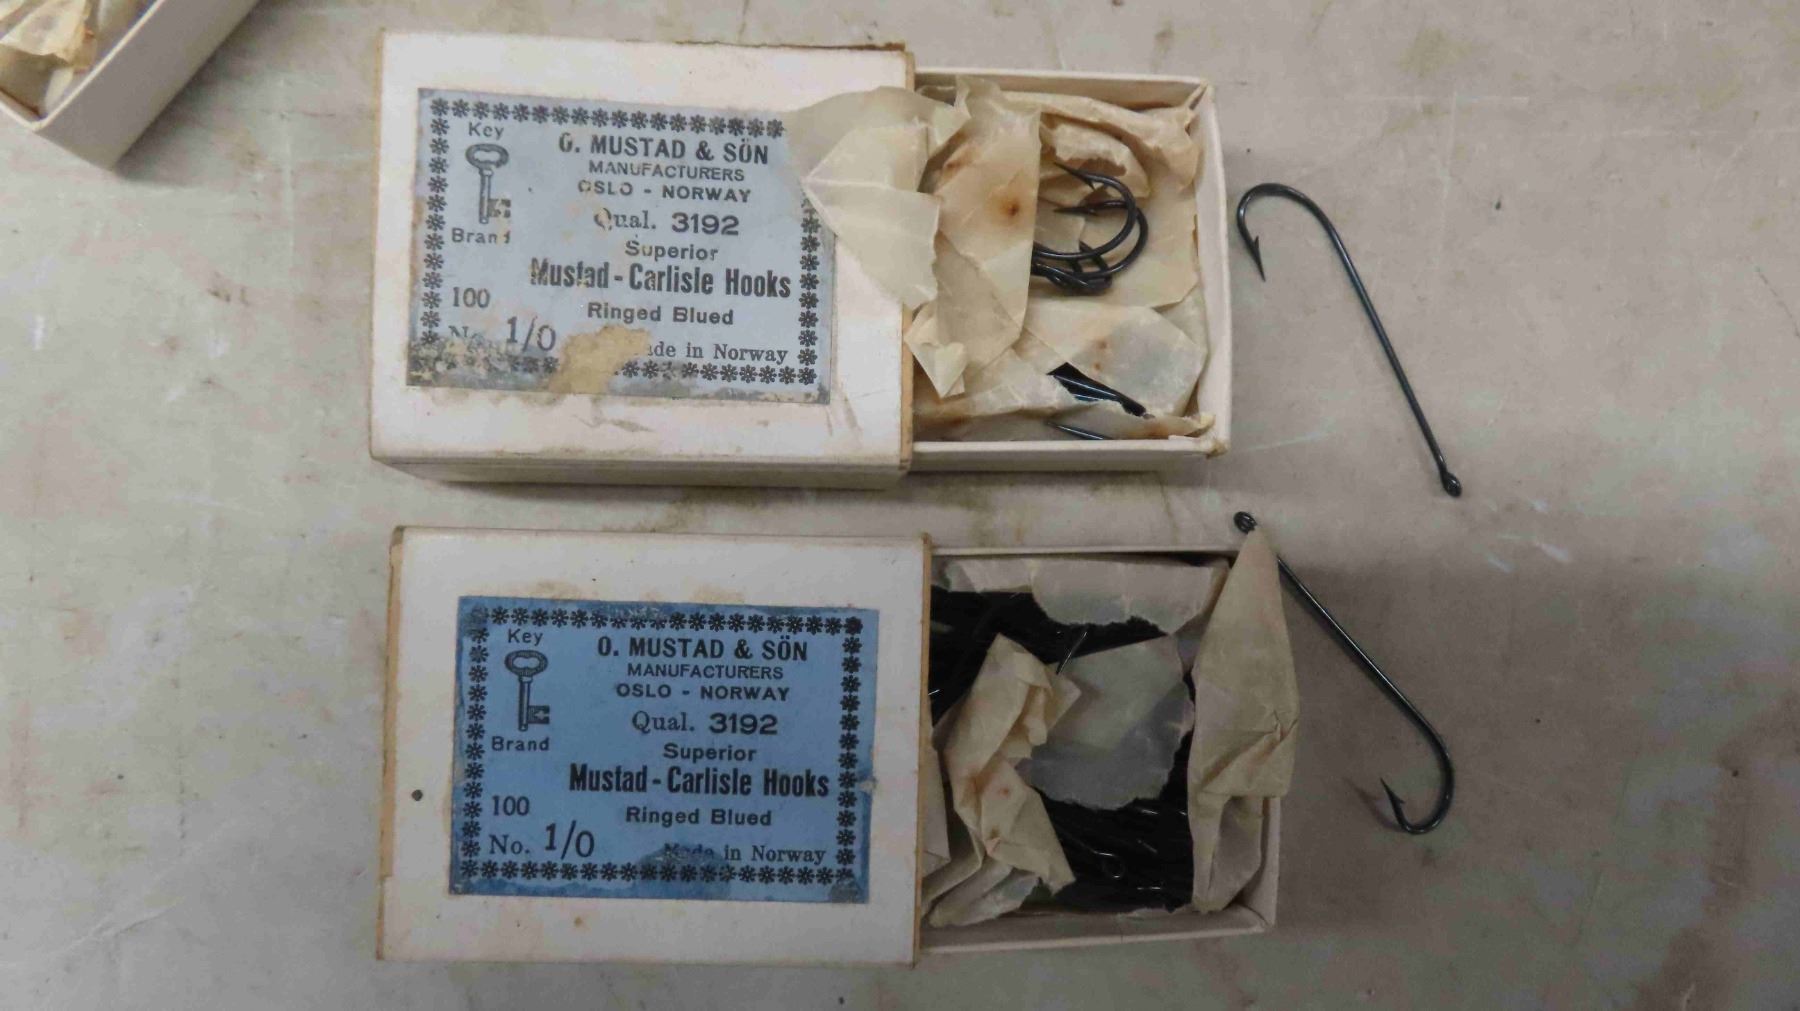 Key
O. MUSTAD & SÖN
MANUFACTURERS
OSLO - NORWAY
Brand
Qual. 3192
Superior
Mustad - Carlisle Hooks
100
Ringed Blued
No. 1/0
ade in Norway
Key
O. MUSTAD & SÖN
MANUFACTURERS
OSLO - NORWAY
Qual. 3192
Brand
Superior
Mustad - Carlisle Hooks
100
Ringed Blued
No. 1/0
Made in Norway